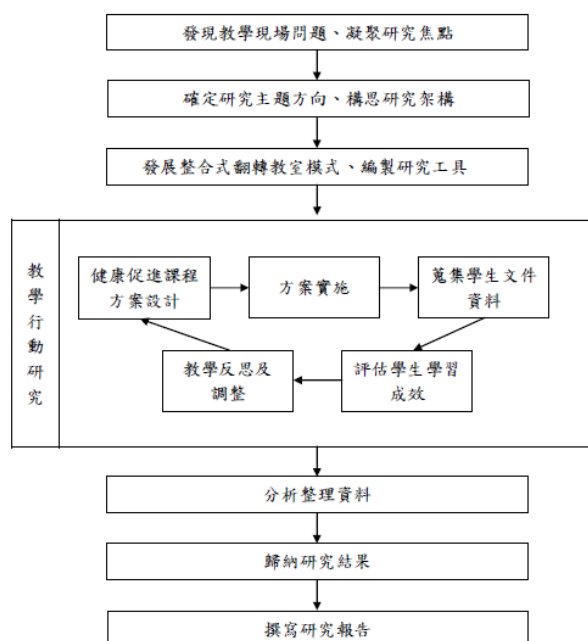 發現教學現場問題、凝聚研究焦點
確定研究主題方向、構思研究架構
發展整合式翻轉教室模式、編製研究工具
教學行動研究
健康促進課程
方案設計
方案實施
蒐集學生文件
資料
評估學生學習
成效
教學反思及
調整
分析整理資料
歸納研究結果
撰寫研究報告